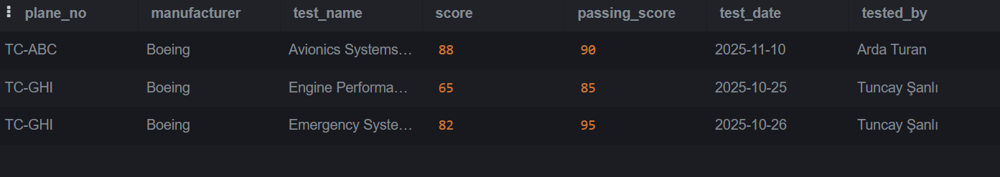 plane_no manufacturer test_name score passing_score test_date tested_by
TC-ABC Boeing Avionics Systems… 88 90 2025-11-10 Arda Turan
TC-GHI Boeing Engine Performa… 65 85 2025-10-25 Tuncay Şanlı
TC-GHI Boeing Emergency Syste… 82 95 2025-10-26 Tuncay Şanlı